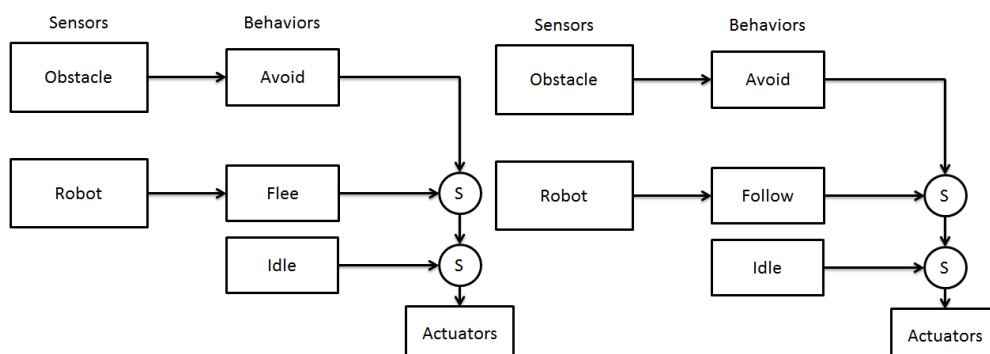 Sensors
Behaviors
Obstacle
Avoid
Robot
Flee
S
Idle
S
Actuators
Sensors
Behaviors
Obstacle
Avoid
Robot
Follow
S
Idle
S
Actuators